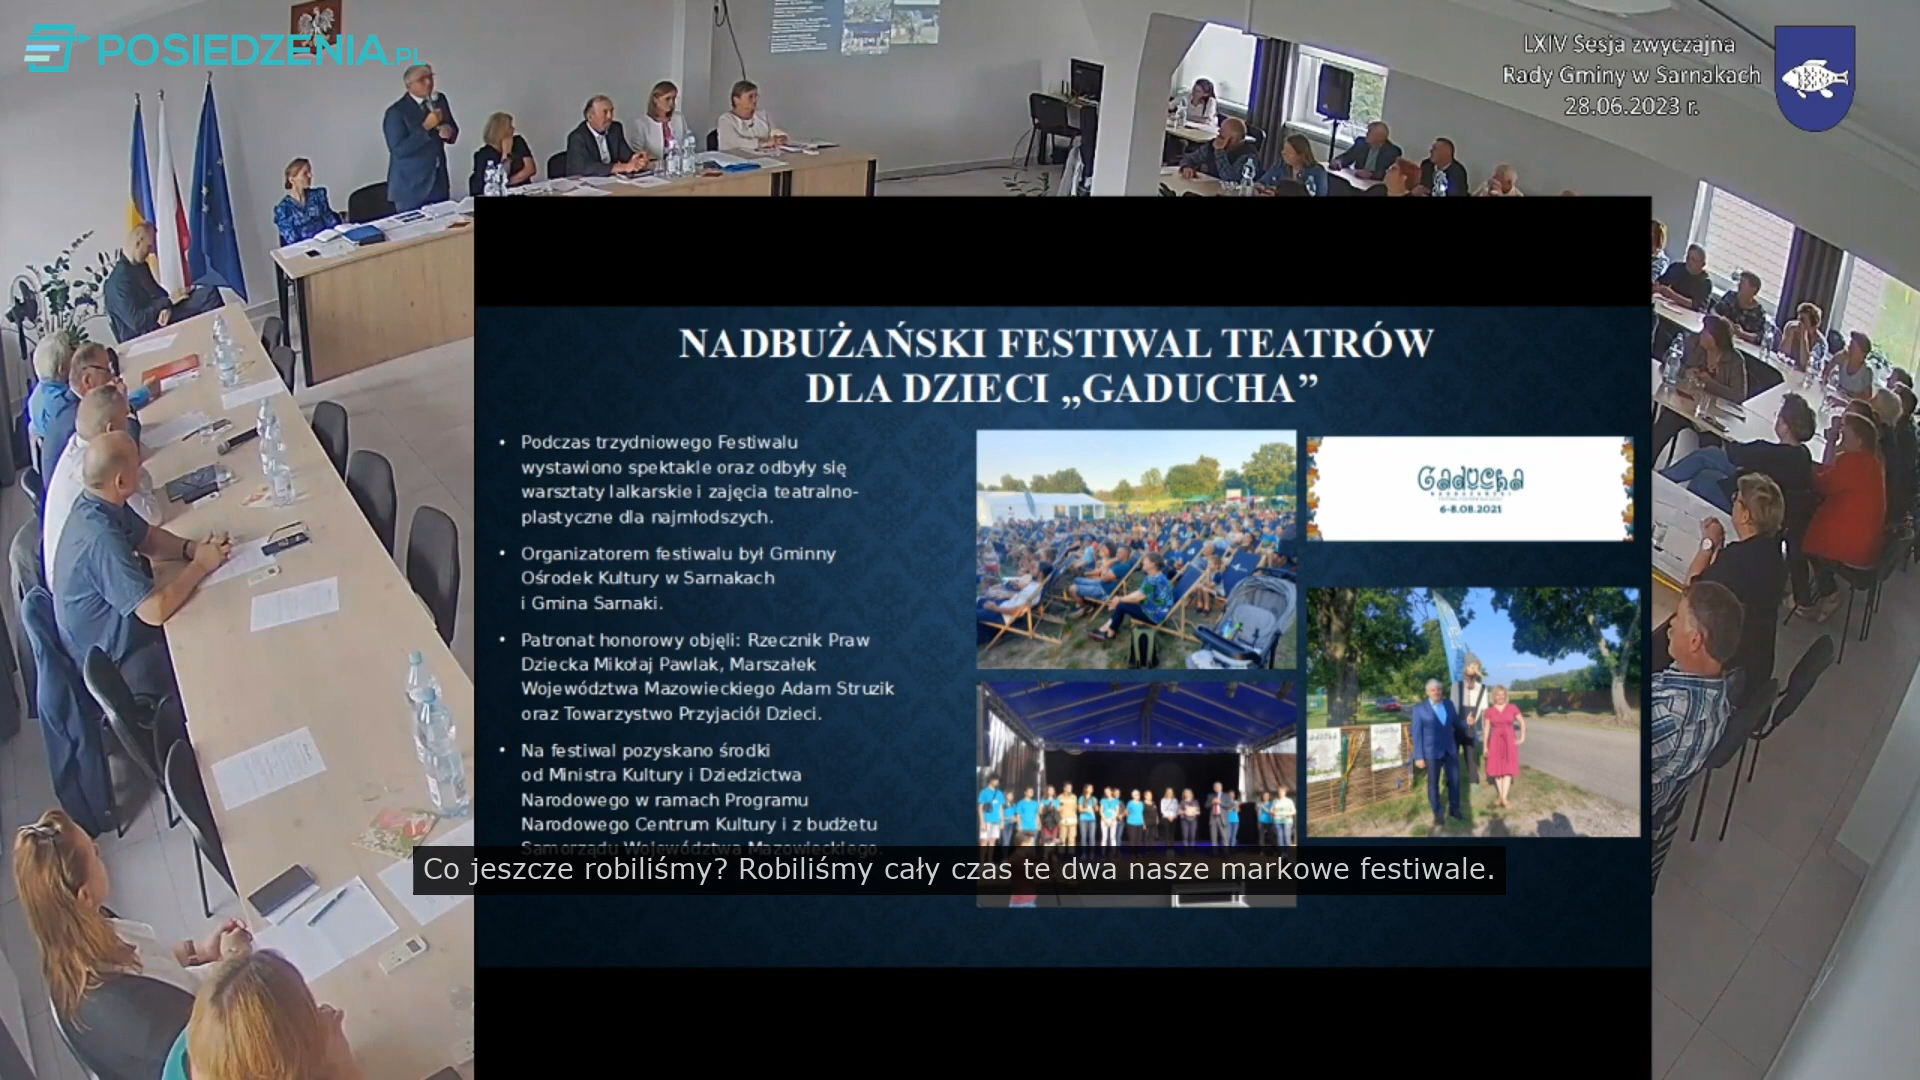 POSIEDZENIA.PL
LXIV Sesja zwyczajna
Rady Gminy w Sarnakach
28.06.2023 r.
NADBUŻAŃSKI FESTIWAL TEATRÓW
DLA DZIECI „GADUCHA”
• Podczas trzydniowego Festiwalu
wystawiono spektakle oraz odbyły się
warsztaty lalkarskie i zajęcia teatralno-
plastyczne dla najmłodszych.
• Organizatorem festiwalu był Gminny
Ośrodek Kultury w Sarnakach
i Gmina Sarnaki.
• Patronat honorowy objęli: Rzecznik Praw
Dziecka Mikołaj Pawlak, Marszałek
Województwa Mazowieckiego Adam Struzik
oraz Towarzystwo Przyjaciół Dzieci.
• Na festiwal pozyskano środki
od Ministra Kultury i Dziedzictwa
Narodowego w ramach Programu
Narodowego Centrum Kultury i z budżetu
Samorządu Województwa Mazowieckiego.
Gaducha
NADBUŻAŃSKI
6-8.08.2021
Co jeszcze robiliśmy? Robiliśmy cały czas te dwa nasze markowe festiwale.